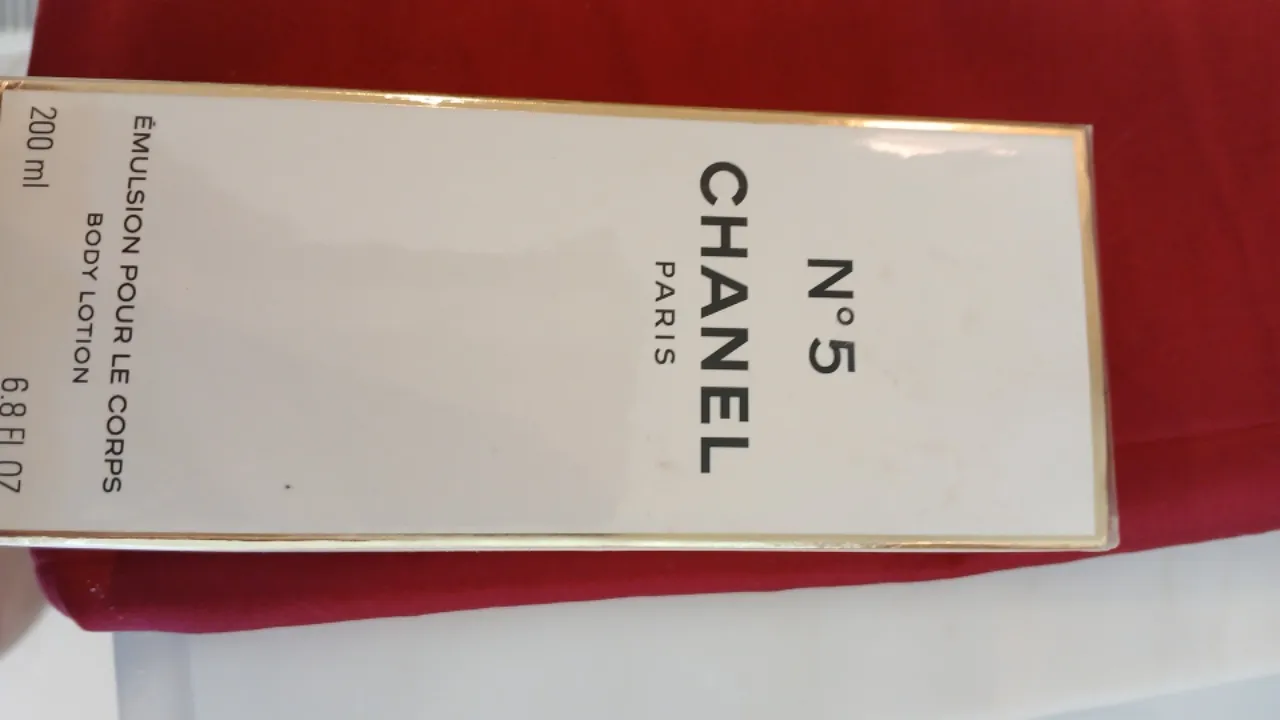 N°5
CHANEL
PARIS
ÉMULSION POUR LE CORPS
BODY LOTION
200 ml 6.8 FL OZ